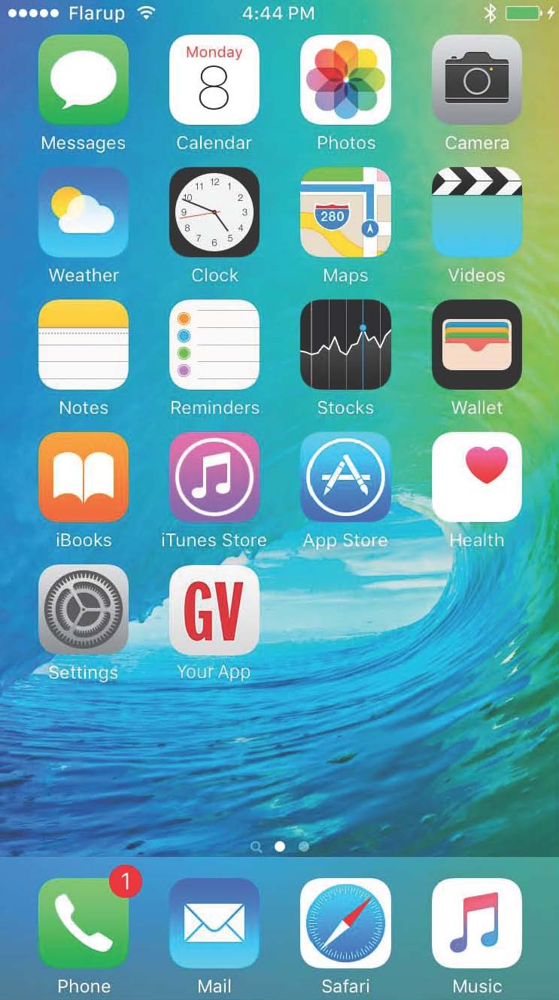 Flarup 4:44 PM
Monday
8
Messages Calendar Photos Camera
12
11 1
10 2
9 3
8 4
7 5
6
280
Weather Clock Maps Videos
Notes Reminders Stocks Wallet
iBooks iTunes Store App Store Health
GV
Settings Your App
1
Phone Mail Safari Music